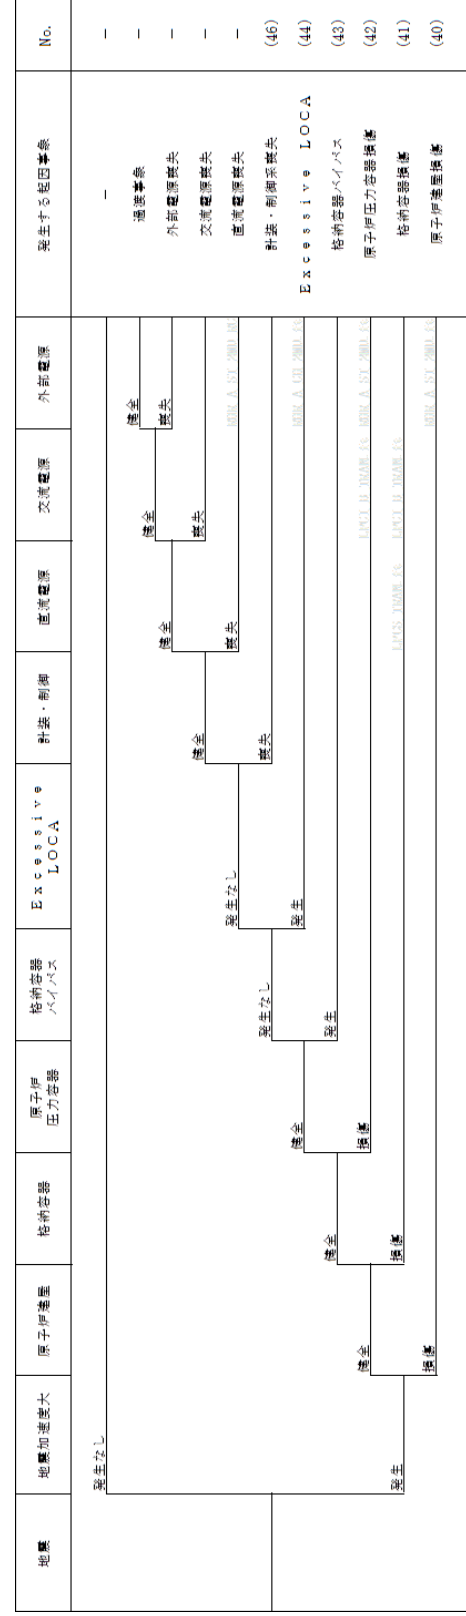 地震
地震加速度大
原子炉建屋
格納容器
原子炉
圧力容器
格納容器
バイパス
Excessive
LOCA
計装・制御
直流電源
交流電源
外部電源
発生する起因事象
No.
発生なし
－
－
健全
過渡事象
－
喪失
外部電源喪失
－
健全
喪失
交流電源喪失
－
健全
喪失
直流電源喪失
－
健全
喪失
計装・制御系喪失
(46)
発生なし
発生
Excessive LOCA
(44)
発生なし
発生
格納容器バイパス
(43)
健全
損傷
原子炉圧力容器損傷
(42)
健全
損傷
格納容器損傷
(41)
発生
健全
損傷
原子炉建屋損傷
(40)